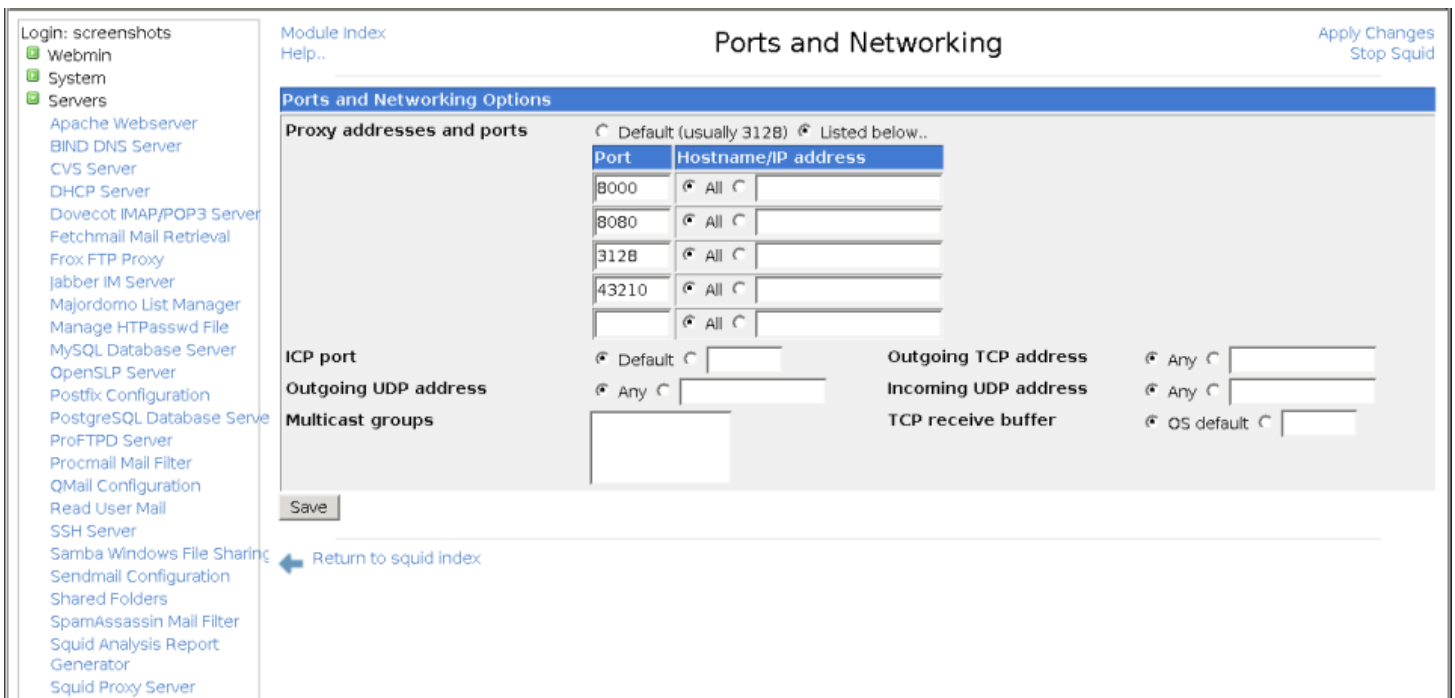 Login: screenshots
Webmin
System
Servers
Apache Webserver
BIND DNS Server
CVS Server
DHCP Server
Dovecot IMAP/POP3 Server
Fetchmail Mail Retrieval
Frox FTP Proxy
Jabber IM Server
Majordomo List Manager
Manage HTPasswd File
MySQL Database Server
OpenSLP Server
Postfix Configuration
PostgreSQL Database Serve
ProFTPD Server
Procmail Mail Filter
QMail Configuration
Read User Mail
SSH Server
Samba Windows File Sharing
Sendmail Configuration
Shared Folders
SpamAssassin Mail Filter
Squid Analysis Report
Generator
Squid Proxy Server
Module Index
Help..
Ports and Networking
Apply Changes
Stop Squid
Ports and Networking Options
Proxy addresses and ports Default (usually 3128) Listed below..
Port Hostname/IP address
8000 All
8080 All
3128 All
43210 All
All
ICP port Default Outgoing TCP address Any
Outgoing UDP address Any Incoming UDP address Any
Multicast groups TCP receive buffer OS default
Save
Return to squid index